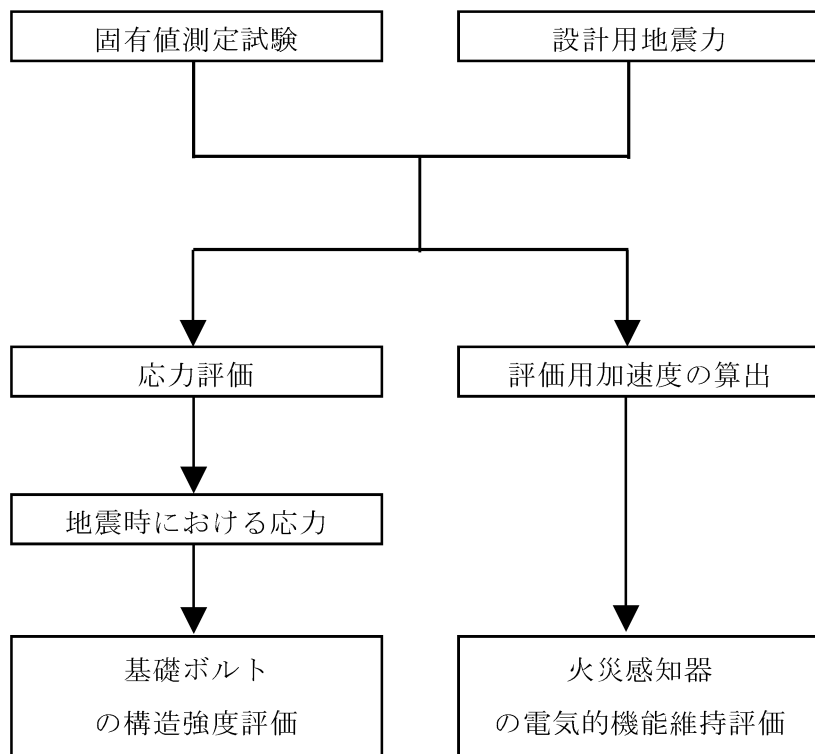 固有値測定試験
設計用地震力
応力評価
評価用加速度の算出
地震時における応力
基礎ボルト
の構造強度評価
火災感知器
の電気的機能維持評価